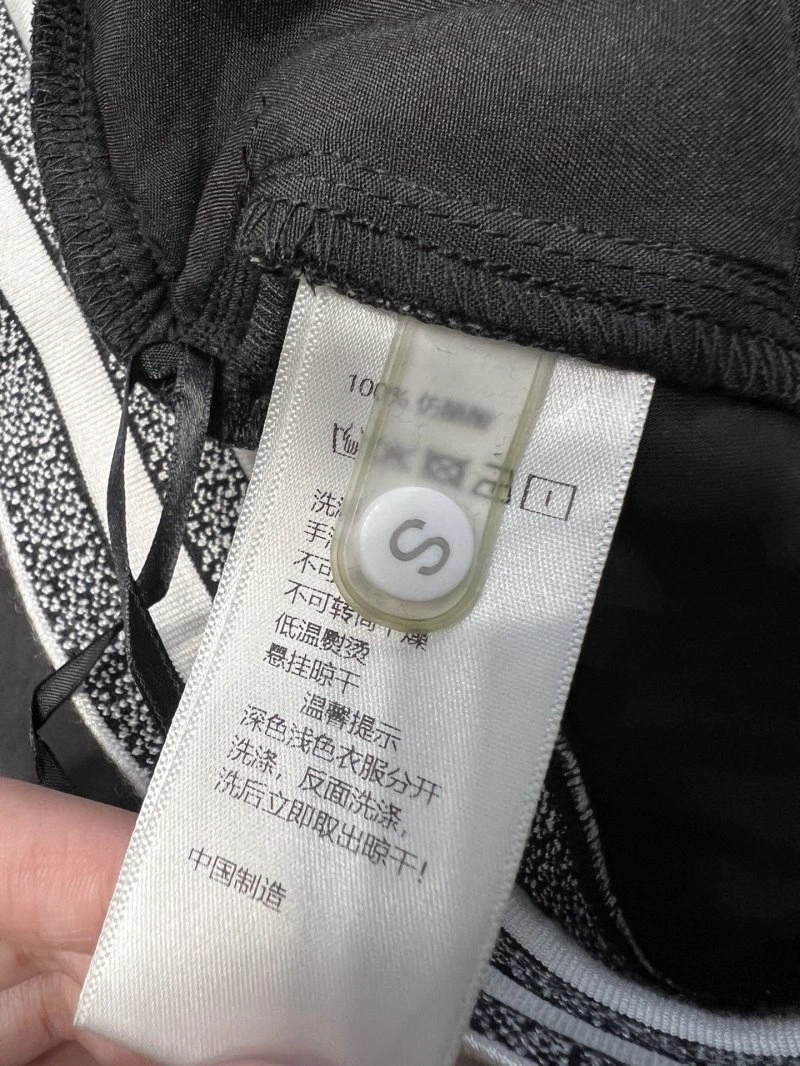 100%
S
洗
手
不可
不可转 干燥
低温熨烫
悬挂晾干
温馨提示
深色浅色衣服分开
洗涤，反面洗涤，
洗后立即取出晾干！
中国制造